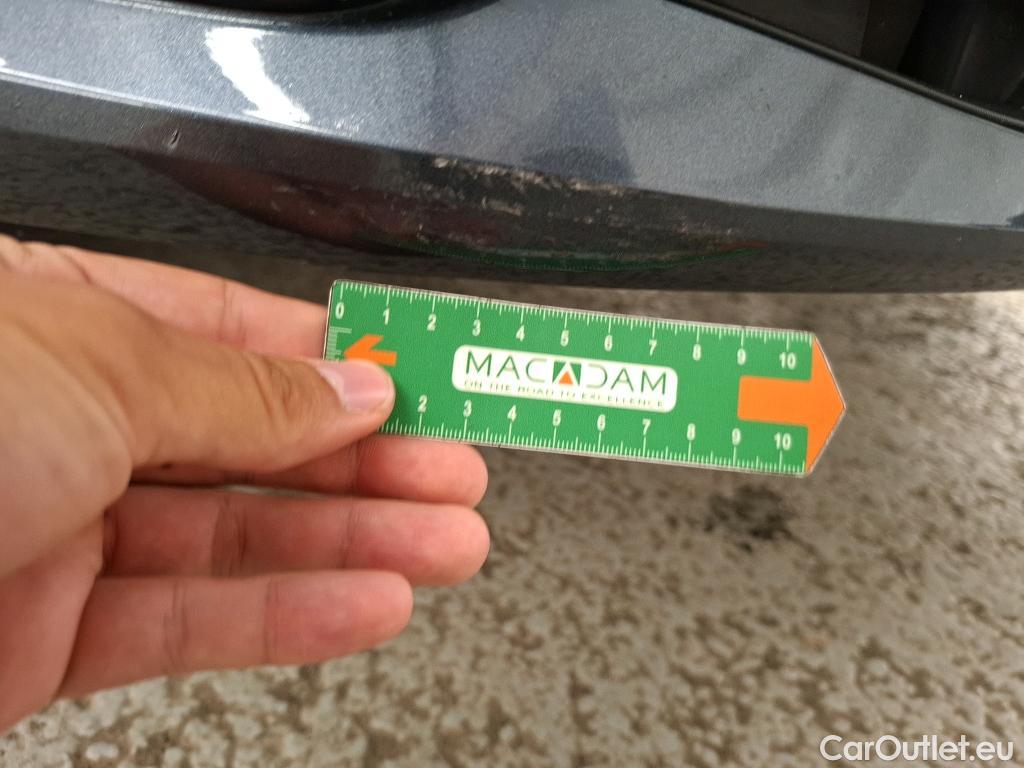 0 1 2 3 4 5 6 7 8 9 10
MACADAM
ON THE ROAD TO EXCELLENCE
2 3 4 5 6 7 8 9 10
CarOutlet.eu